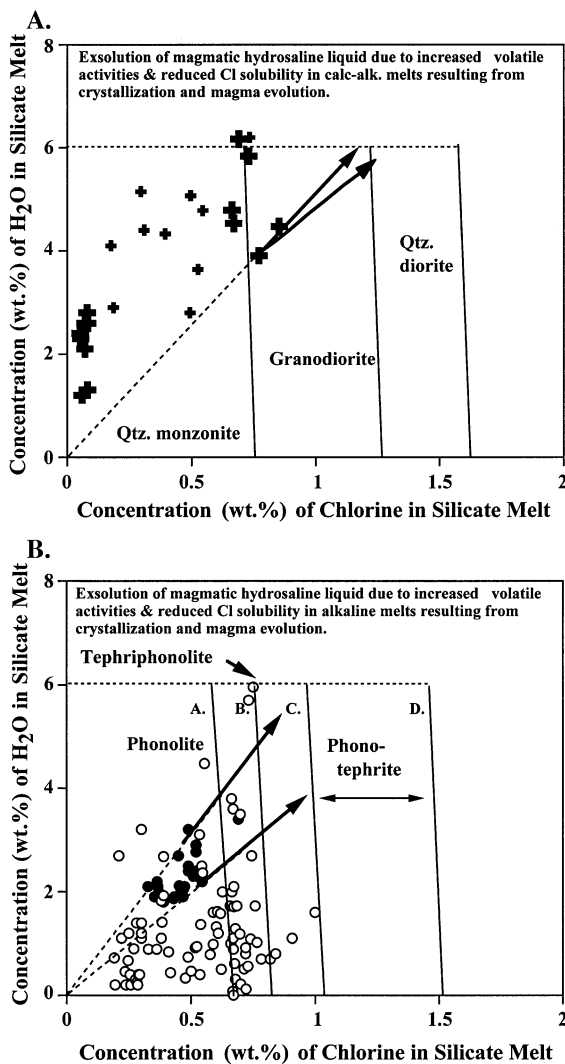 A.
Exsolution of magmatic hydrosaline liquid due to increased volatile
activities & reduced Cl solubility in calc-alk. melts resulting from
crystallization and magma evolution.
8
6
4
2
0
Concentration (wt.%) of H2O in Silicate Melt
Qtz.
diorite
Granodiorite
Qtz. monzonite
0
0.5
1
1.5
2
Concentration (wt.%) of Chlorine in Silicate Melt
B.
Exsolution of magmatic hydrosaline liquid due to increased volatile
activities & reduced Cl solubility in alkaline melts resulting from
crystallization and magma evolution.
8
6
4
2
0
Concentration (wt.%) of H2O in Silicate Melt
Tephriphonolite
A.
B.
C.
D.
Phonolite
Phono-
tephrite
0
0.5
1
1.5
2
Concentration (wt.%) of Chlorine in Silicate Melt